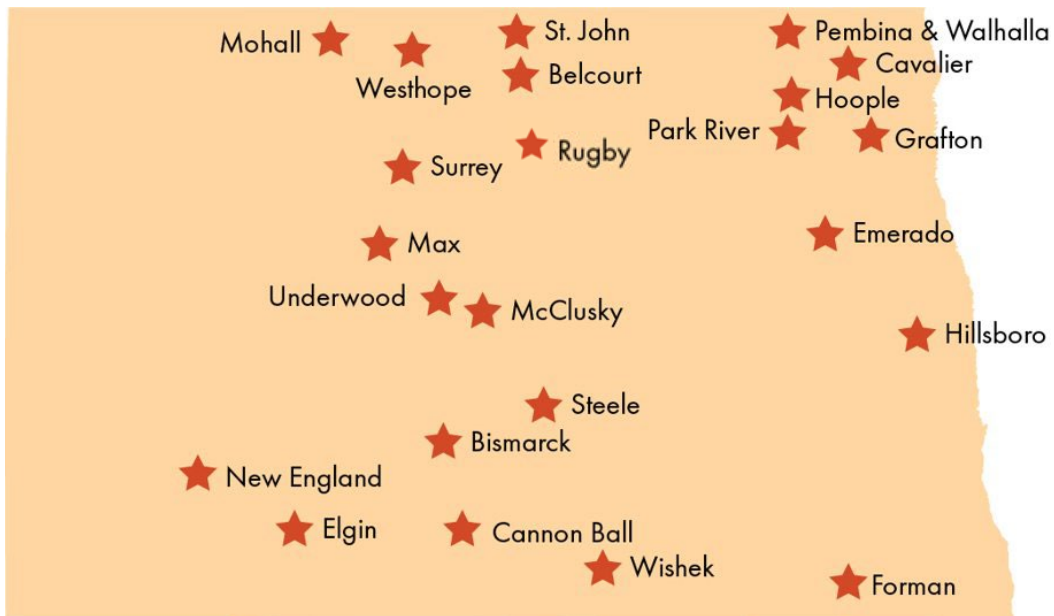 St. John
Pembina & Walhalla
Mohall
Cavalier
Westhope
Belcourt
Hoople
Park River
Grafton
Rugby
Surrey
Emerado
Max
Underwood
McClusky
Hillsboro
Steele
Bismarck
New England
Elgin
Cannon Ball
Wishek
Forman